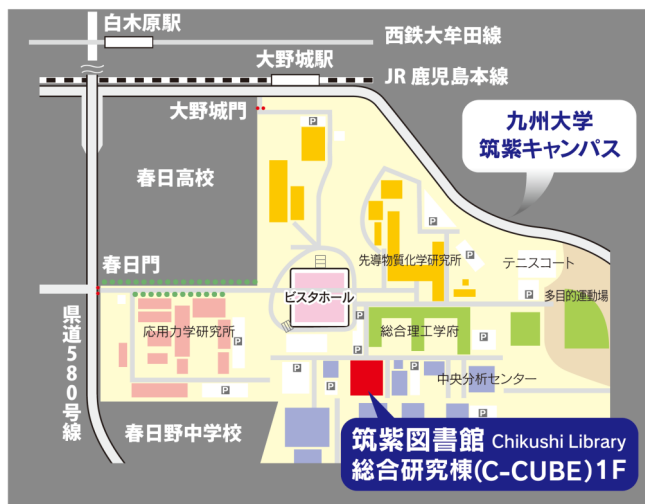 白木原駅
西鉄大牟田線
大野城駅
JR 鹿児島本線
大野城門
P
九州大学
筑紫キャンパス
春日高校
P
P
春日門
先導物質化学研究所
P
テニスコート
ビスタホール
P
多目的運動場
P
応用力学研究所
P
P
総合理工学府
P
P
中央分析センター
P
P
県道580号線
春日野中学校
P
筑紫図書館 Chikushi Library
総合研究棟(C-CUBE)1F